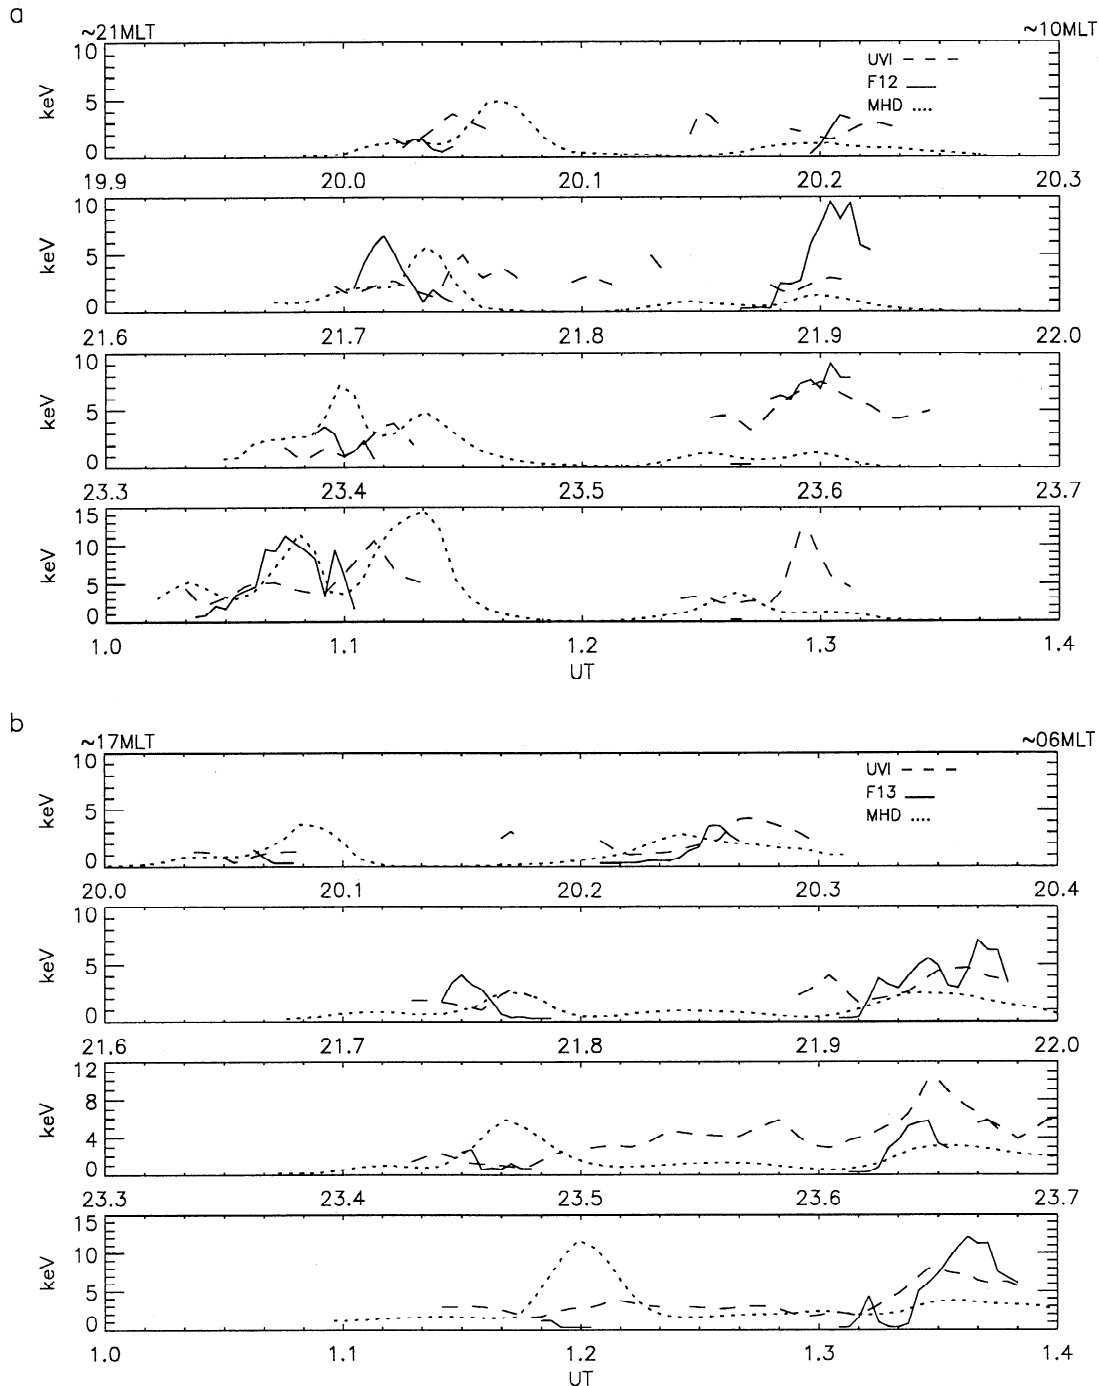 a
~21MLT ~10MLT
10
5
0
keV
UVI
F12
MHD
19.9 20.0 20.1 20.2 20.3
10
5
0
keV
21.6 21.7 21.8 21.9 22.0
10
5
0
keV
23.3 23.4 23.5 23.6 23.7
15
10
5
0
keV
1.0 1.1 1.2 1.3 1.4
UT
b
~17MLT ~06MLT
10
5
0
keV
UVI
F13
MHD
20.0 20.1 20.2 20.3 20.4
10
5
0
keV
21.6 21.7 21.8 21.9 22.0
12
8
4
0
keV
23.3 23.4 23.5 23.6 23.7
15
10
5
0
keV
1.0 1.1 1.2 1.3 1.4
UT